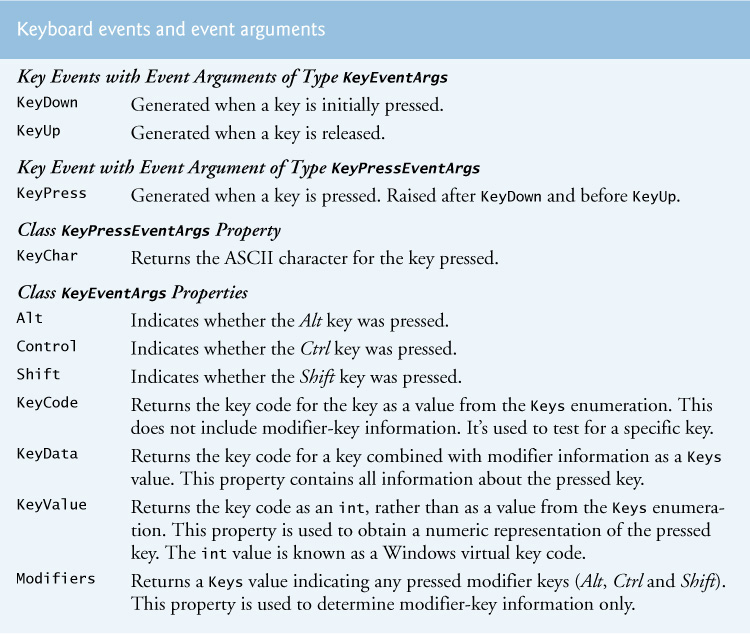 Keyboard events and event arguments
Key Events with Event Arguments of Type KeyEventArgs
KeyDown Generated when a key is initially pressed.
KeyUp Generated when a key is released.
Key Event with Event Argument of Type KeyPressEventArgs
KeyPress Generated when a key is pressed. Raised after KeyDown and before KeyUp.
Class KeyPressEventArgs Property
KeyChar Returns the ASCII character for the key pressed.
Class KeyEventArgs Properties
Alt Indicates whether the Alt key was pressed.
Control Indicates whether the Ctrl key was pressed.
Shift Indicates whether the Shift key was pressed.
KeyCode Returns the key code for the key as a value from the Keys enumeration. This
does not include modifier-key information. It's used to test for a specific key.
KeyData Returns the key code for a key combined with modifier information as a Keys
value. This property contains all information about the pressed key.
KeyValue Returns the key code as an int, rather than as a value from the Keys enumera-
tion. This property is used to obtain a numeric representation of the pressed
key. The int value is known as a Windows virtual key code.
Modifiers Returns a Keys value indicating any pressed modifier keys (Alt, Ctrl and Shift).
This property is used to determine modifier-key information only.